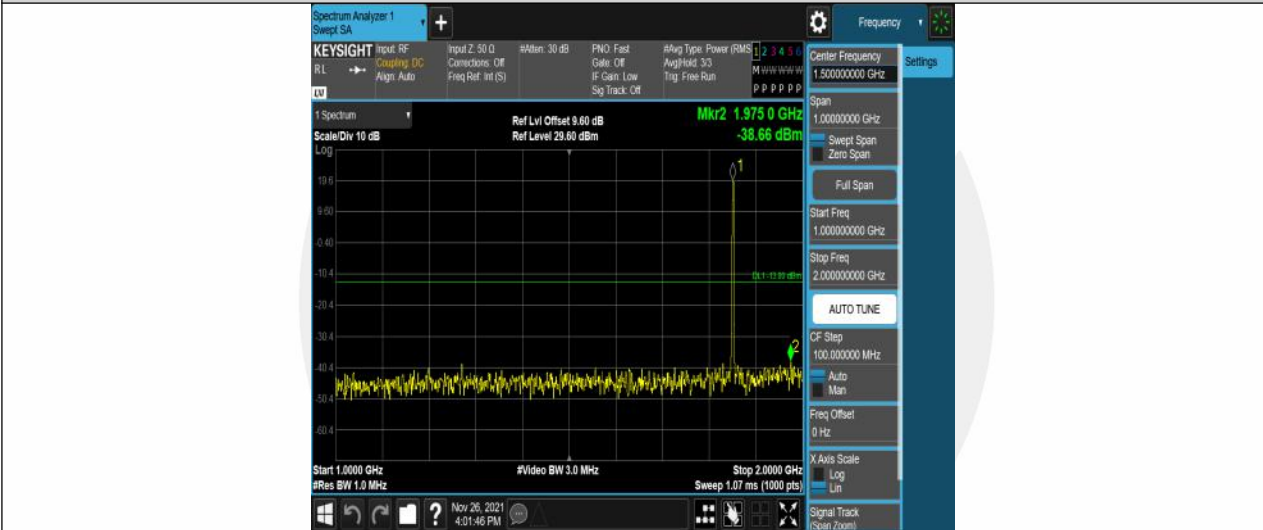 Spectrum Analyzer 1
Swept SA
+
Frequency
KEYSIGHT
RL
LV
Input: RF
Coupling: DC
Align: Auto
Input Z: 50 Ω
Corrections: Off
Freq Ref: Int (S)
#Atten: 30 dB
PNO: Fast
Gate: Off
IF Gain: Low
Sig Track: Off
#Avg Type: Power (RMS
Avg|Hold: 3/3
Trig: Free Run
1 2 3 4 5 6
M W W W W W
P P P P P P
1 Spectrum
Scale/Div 10 dB
Log
Ref Lvl Offset 9.60 dB
Ref Level 29.60 dBm
Mkr2 1.975 0 GHz
-38.66 dBm
1
19.6
9.60
-0.40
-10.4
DL1 -13.00 dBm
-20.4
-30.4
2
-40.4
-50.4
-60.4
Start 1.0000 GHz
#Res BW 1.0 MHz
#Video BW 3.0 MHz
Stop 2.0000 GHz
Sweep 1.07 ms (1000 pts)
?
Nov 26, 2021
4:01:46 PM
Center Frequency
1.500000000 GHz
Settings
Span
1.00000000 GHz
Swept Span
Zero Span
Full Span
Start Freq
1.000000000 GHz
Stop Freq
2.000000000 GHz
AUTO TUNE
CF Step
100.000000 MHz
Auto
Man
Freq Offset
0 Hz
X Axis Scale
Log
Lin
Signal Track
(Span Zoom)